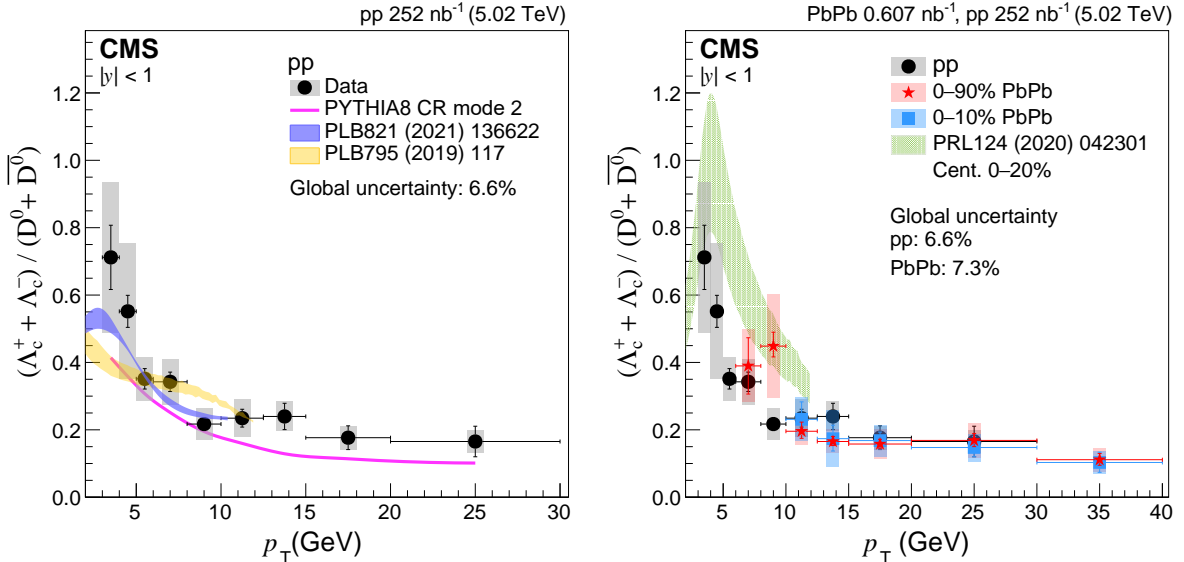 pp 252 nb⁻¹ (5.02 TeV)
CMS
|y| < 1
pp
Data
PYTHIA8 CR mode 2
PLB821 (2021) 136622
PLB795 (2019) 117
Global uncertainty: 6.6%
(Λc⁺ + Λc⁻) / (D⁰ + D̅⁰)
0.0
0.2
0.4
0.6
0.8
1.0
1.2
5 10 15 20 25 30
pT (GeV)
PbPb 0.607 nb⁻¹, pp 252 nb⁻¹ (5.02 TeV)
CMS
|y| < 1
pp
0–90% PbPb
0–10% PbPb
PRL124 (2020) 042301
Cent. 0–20%
Global uncertainty
pp: 6.6%
PbPb: 7.3%
(Λc⁺ + Λc⁻) / (D⁰ + D̅⁰)
0.0
0.2
0.4
0.6
0.8
1.0
1.2
5 10 15 20 25 30 35 40
pT (GeV)